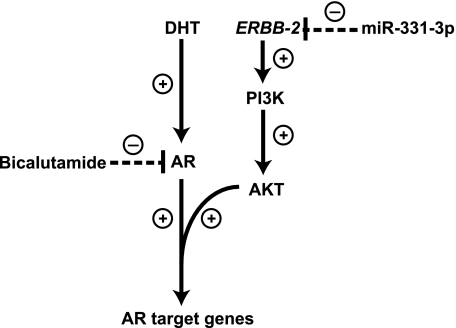 DHT
ERBB-2
miR-331-3p
PI3K
Bicalutamide
AR
AKT
AR target genes